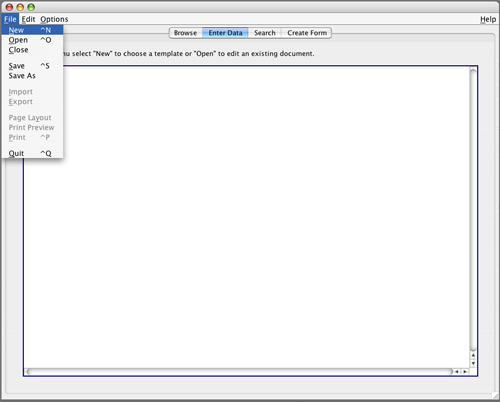 File Edit Options Help
Browse Enter Data Search Create Form
nu select "New" to choose a template or "Open" to edit an existing document.
New ^N
Open ^O
Close
Save ^S
Save As
Import
Export
Page Layout
Print Preview
Print ^P
Quit ^Q